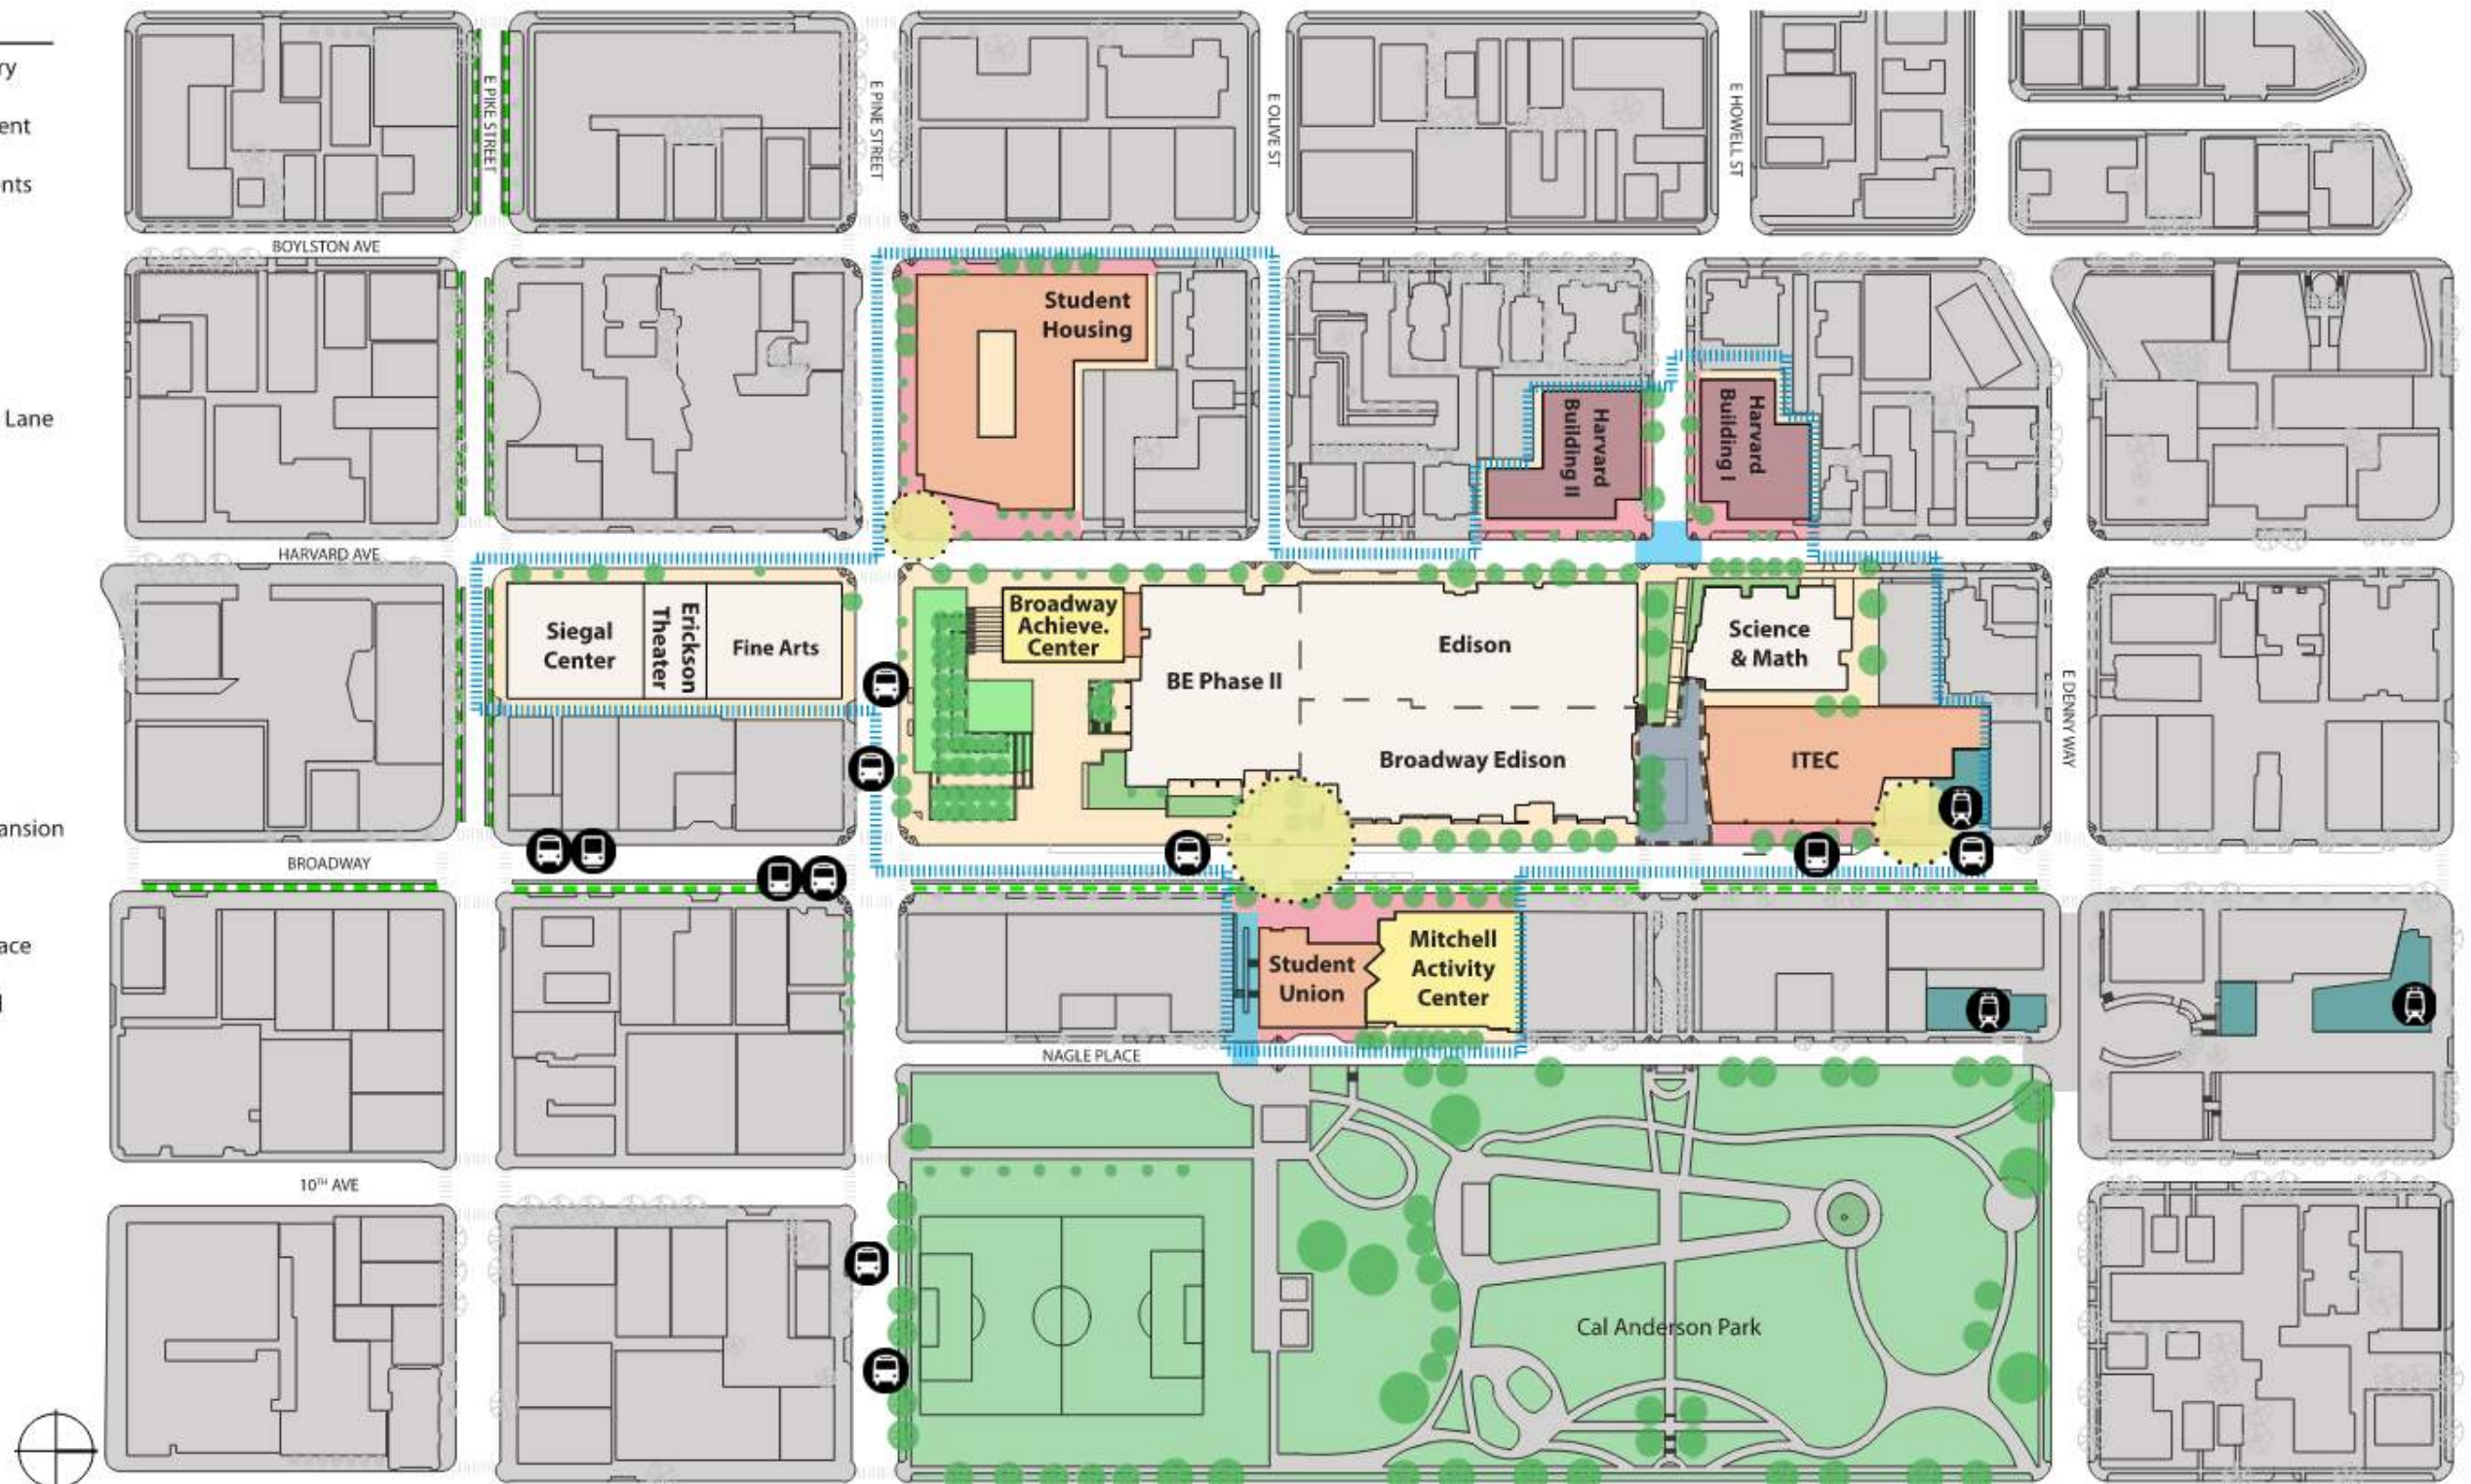 ry
ent
nts
Lane
ansion
ace
E PIKE STREET
E PINE STREET
E OLIVE ST
E HOWELL ST
BOYLSTON AVE
Student
Housing
Harvard
Building II
Harvard
Building I
HARVARD AVE
Siegal
Center
Erickson
Theater
Fine Arts
Broadway
Achieve.
Center
BE Phase II
Edison
Broadway Edison
Science
& Math
ITEC
E DENNY WAY
BROADWAY
Student
Union
Mitchell
Activity
Center
NAGLE PLACE
10TH AVE
Cal Anderson Park